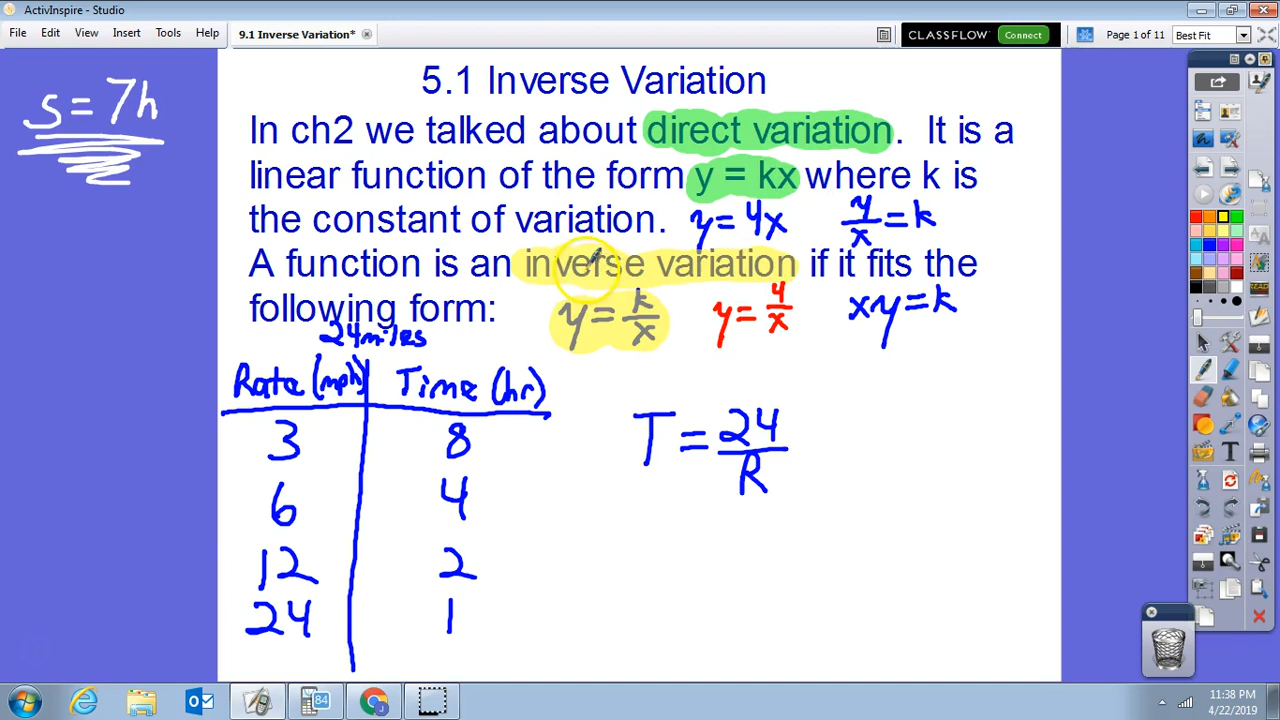 ActivInspire - Studio
File Edit View Insert Tools Help
9.1 Inverse Variation*
CLASSFLOW Connect
Page 1 of 11
Best Fit
s = 7h
5.1 Inverse Variation
In ch2 we talked about direct variation. It is a
linear function of the form y = kx where k is
the constant of variation. y = 4x y/x = k
A function is an inverse variation if it fits the
following form: y = k/x y = 4/x xy = k
24 miles
Rate (mph) Time (hr)
3 8
T = 24/R
6 4
12 2
24 1
84
11:38 PM
4/22/2019